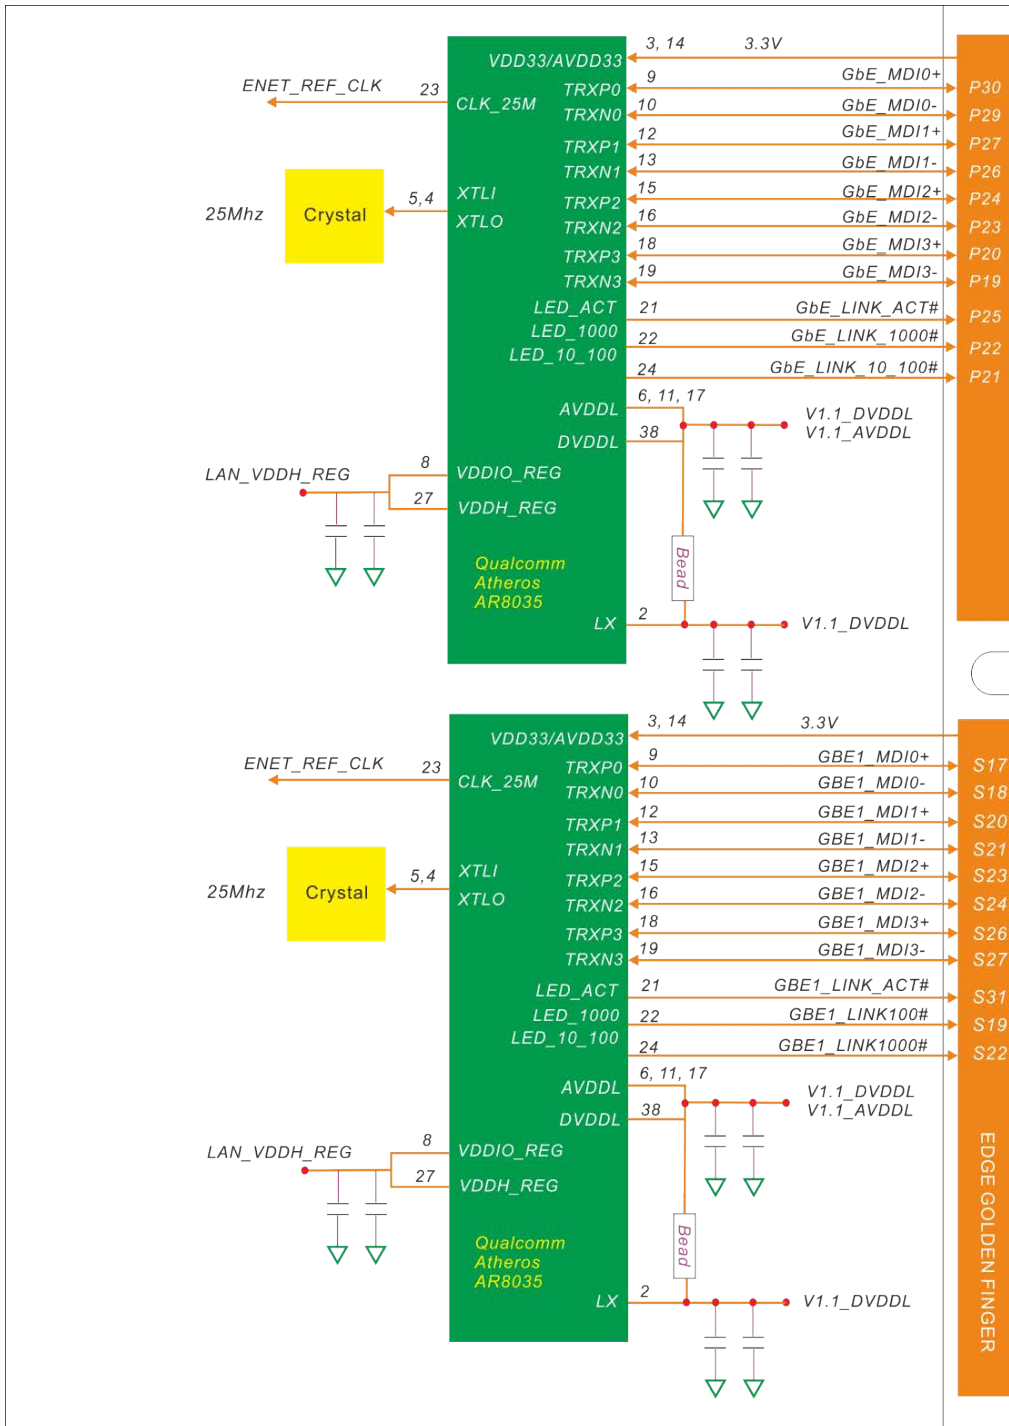 3, 14 3.3V
VDD33/AVDD33
ENET_REF_CLK 23 CLK_25M
TRXP0 9 GbE_MDI0+ P30
TRXN0 10 GbE_MDI0- P29
TRXP1 12 GbE_MDI1+ P27
TRXN1 13 GbE_MDI1- P26
25Mhz Crystal 5,4 XTLI
XTLO
TRXP2 15 GbE_MDI2+ P24
TRXN2 16 GbE_MDI2- P23
TRXP3 18 GbE_MDI3+ P20
TRXN3 19 GbE_MDI3- P19
LED_ACT 21 GbE_LINK_ACT# P25
LED_1000 22 GbE_LINK_1000# P22
LED_10_100 24 GbE_LINK_10_100# P21
AVDDL 6, 11, 17
V1.1_DVDDL
V1.1_AVDDL
DVDDL 38
LAN_VDDH_REG 8 VDDIO_REG
27 VDDH_REG
Bead
Qualcomm
Atheros
AR8035
LX 2 V1.1_DVDDL
3, 14 3.3V
VDD33/AVDD33
ENET_REF_CLK 23 CLK_25M
TRXP0 9 GBE1_MDI0+ S17
TRXN0 10 GBE1_MDI0- S18
TRXP1 12 GBE1_MDI1+ S20
TRXN1 13 GBE1_MDI1- S21
25Mhz Crystal 5,4 XTLI
XTLO
TRXP2 15 GBE1_MDI2+ S23
TRXN2 16 GBE1_MDI2- S24
TRXP3 18 GBE1_MDI3+ S26
TRXN3 19 GBE1_MDI3- S27
LED_ACT 21 GBE1_LINK_ACT# S31
LED_1000 22 GBE1_LINK100# S19
LED_10_100 24 GBE1_LINK1000# S22
AVDDL 6, 11, 17
V1.1_DVDDL
V1.1_AVDDL
DVDDL 38
LAN_VDDH_REG 8 VDDIO_REG
27 VDDH_REG
Bead
Qualcomm
Atheros
AR8035
LX 2 V1.1_DVDDL
EDGE GOLDEN FINGER